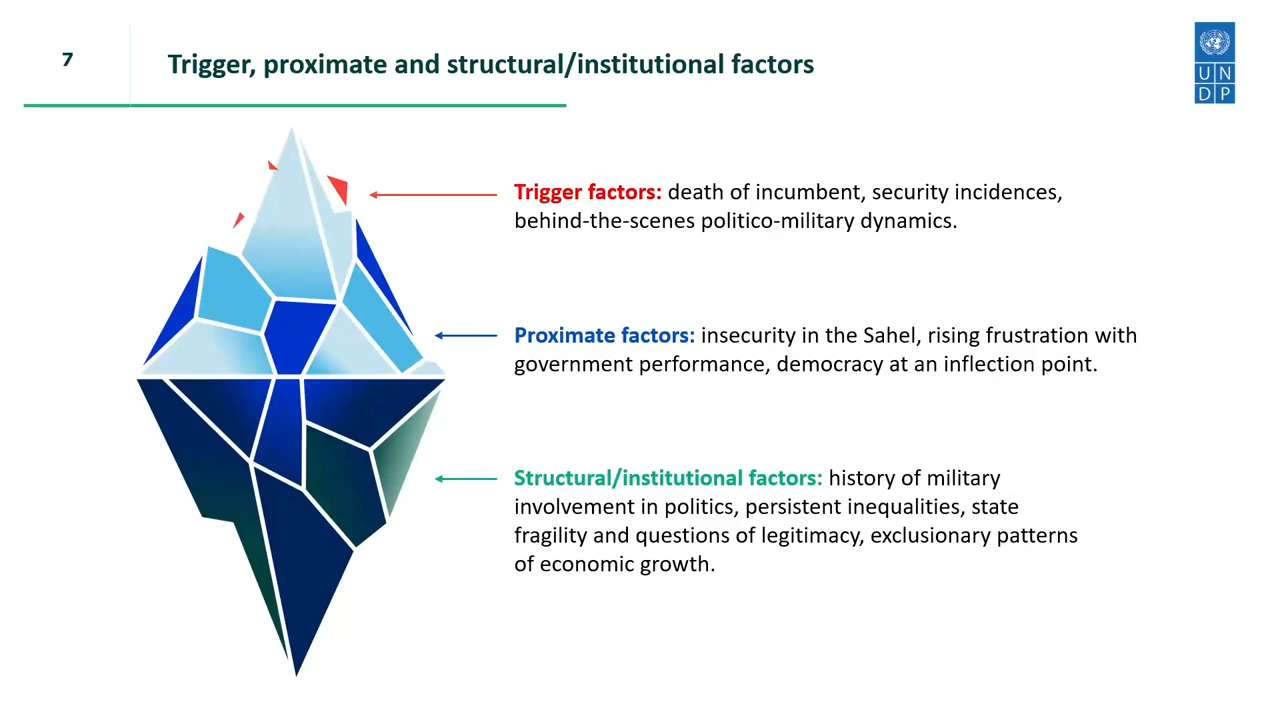 7
Trigger, proximate and structural/institutional factors
U N
D P
Trigger factors: death of incumbent, security incidences,
behind-the-scenes politico-military dynamics.
Proximate factors: insecurity in the Sahel, rising frustration with
government performance, democracy at an inflection point.
Structural/institutional factors: history of military
involvement in politics, persistent inequalities, state
fragility and questions of legitimacy, exclusionary patterns
of economic growth.